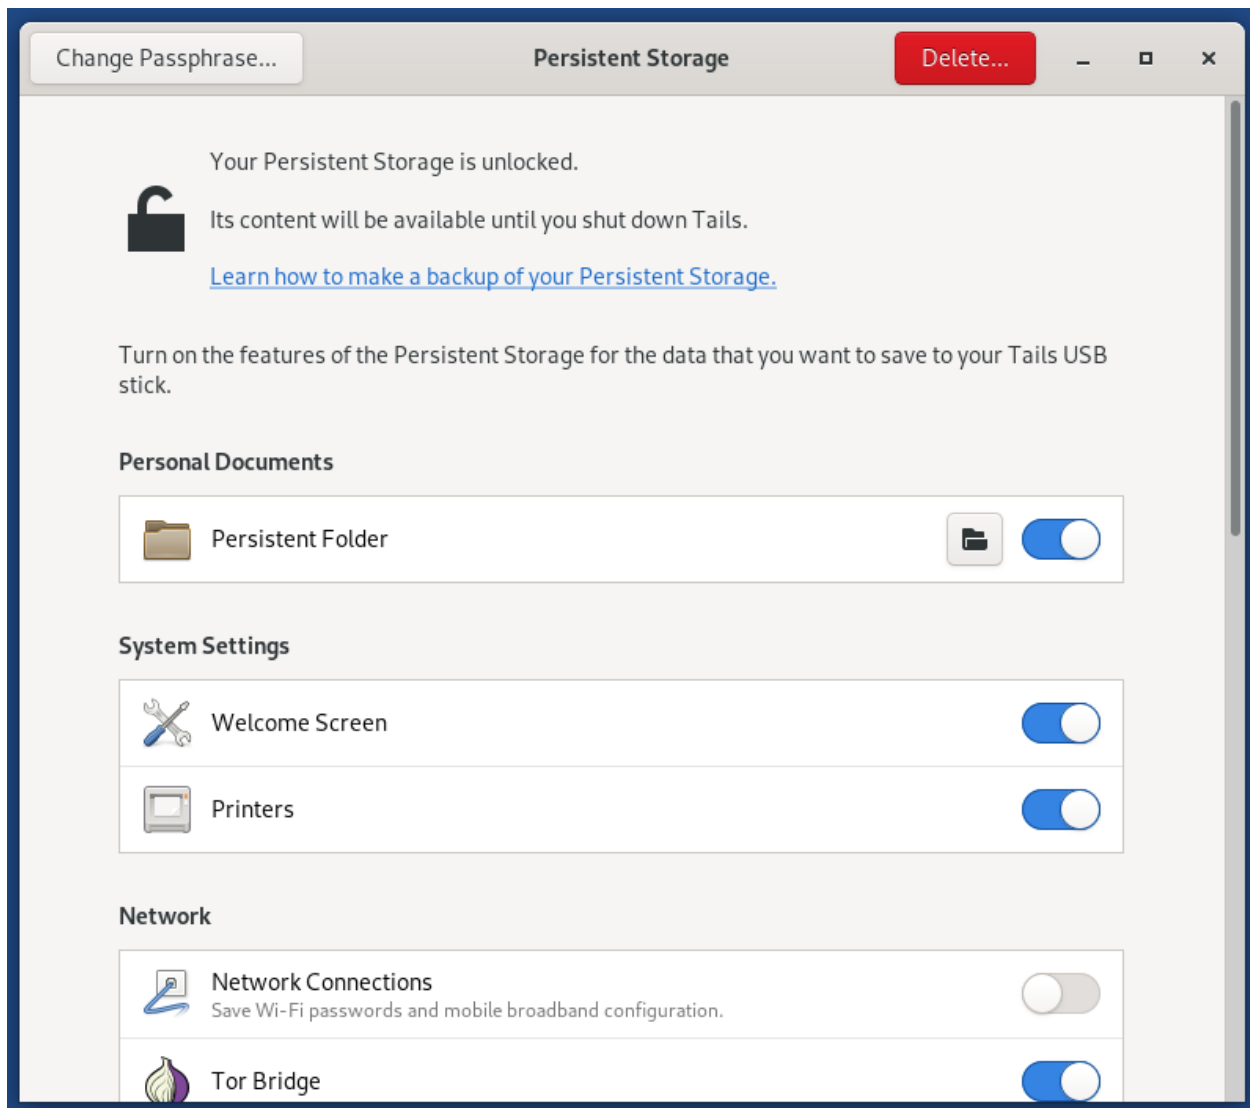 Change Passphrase...
Persistent Storage
Delete...
Your Persistent Storage is unlocked.
Its content will be available until you shut down Tails.
Learn how to make a backup of your Persistent Storage.
Turn on the features of the Persistent Storage for the data that you want to save to your Tails USB
stick.
Personal Documents
Persistent Folder
System Settings
Welcome Screen
Printers
Network
Network Connections
Save Wi-Fi passwords and mobile broadband configuration.
Tor Bridge